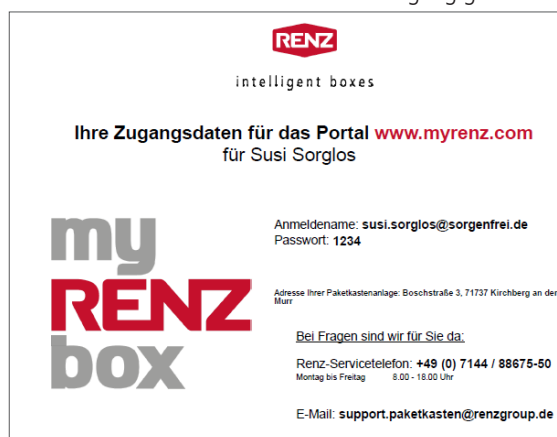 RENZ
intelligent boxes
Ihre Zugangsdaten für das Portal www.myrenz.com
für Susi Sorglos
my
RENZ
box
Anmeldename: susi.sorglos@sorgenfrei.de
Passwort: 1234
Adresse Ihrer Paketkastenanlage: Boschstraße 3, 71737 Kirchberg an der
Murr
Bei Fragen sind wir für Sie da:
Renz-Servicetelefon: +49 (0) 7144 / 88675-50
Montag bis Freitag 8.00 - 18.00 Uhr
E-Mail: support.paketkasten@renzgroup.de